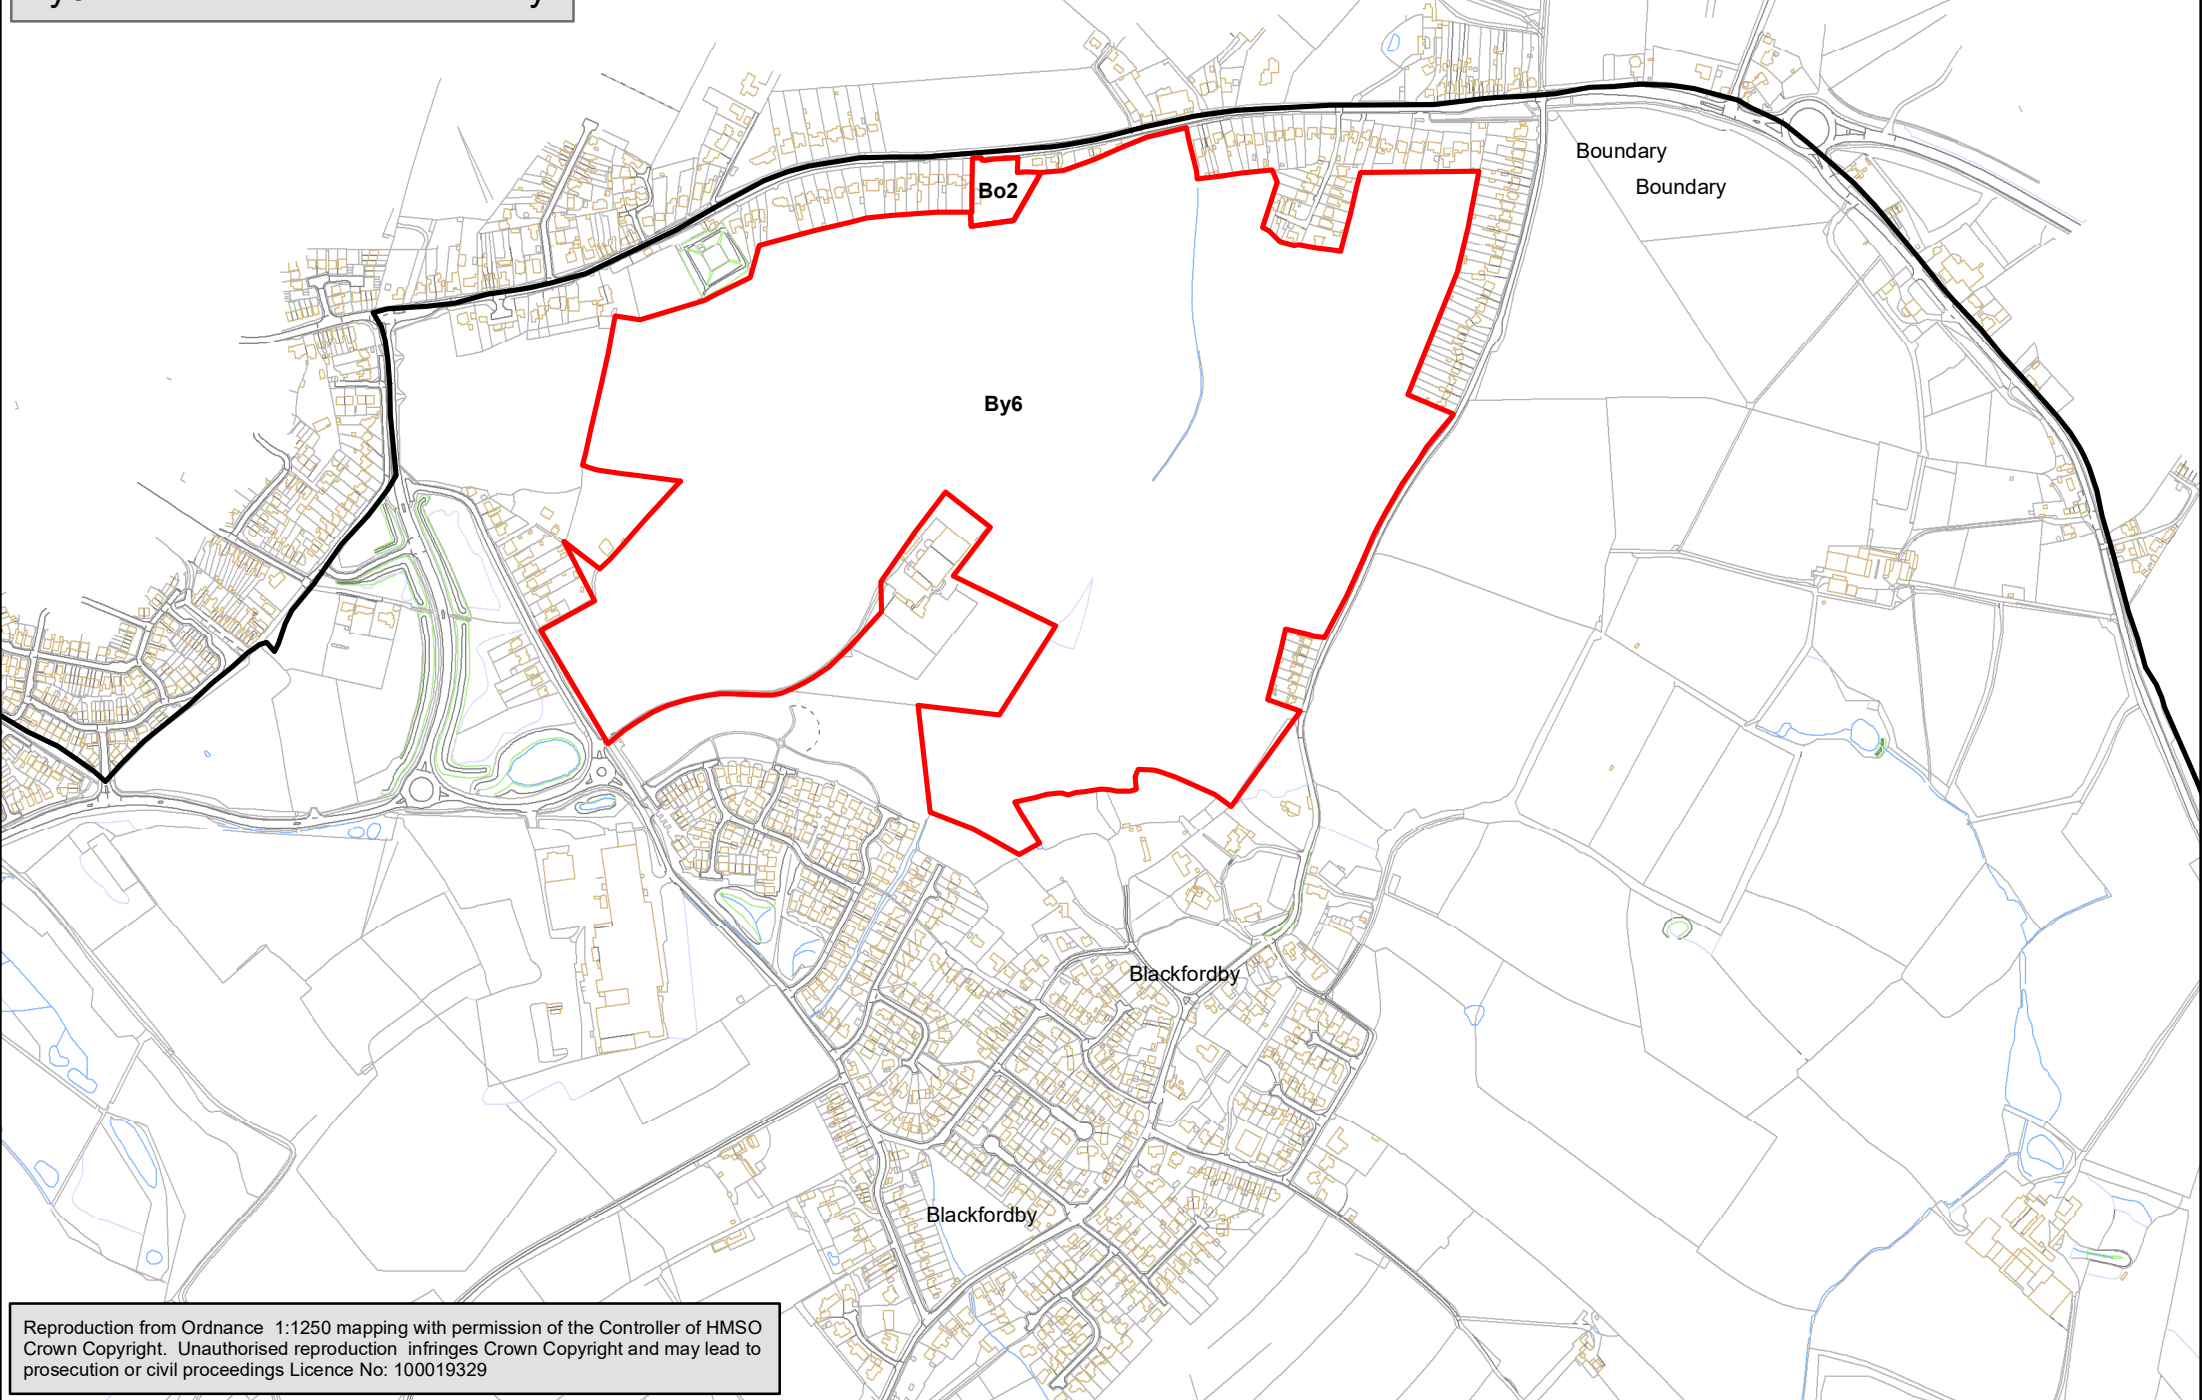 Boundary
Boundary
Bo2
By6
Blackfordby
Blackfordby
Reproduction from Ordnance 1:1250 mapping with permission of the Controller of HMSO
Crown Copyright. Unauthorised reproduction infringes Crown Copyright and may lead to
prosecution or civil proceedings Licence No: 100019329